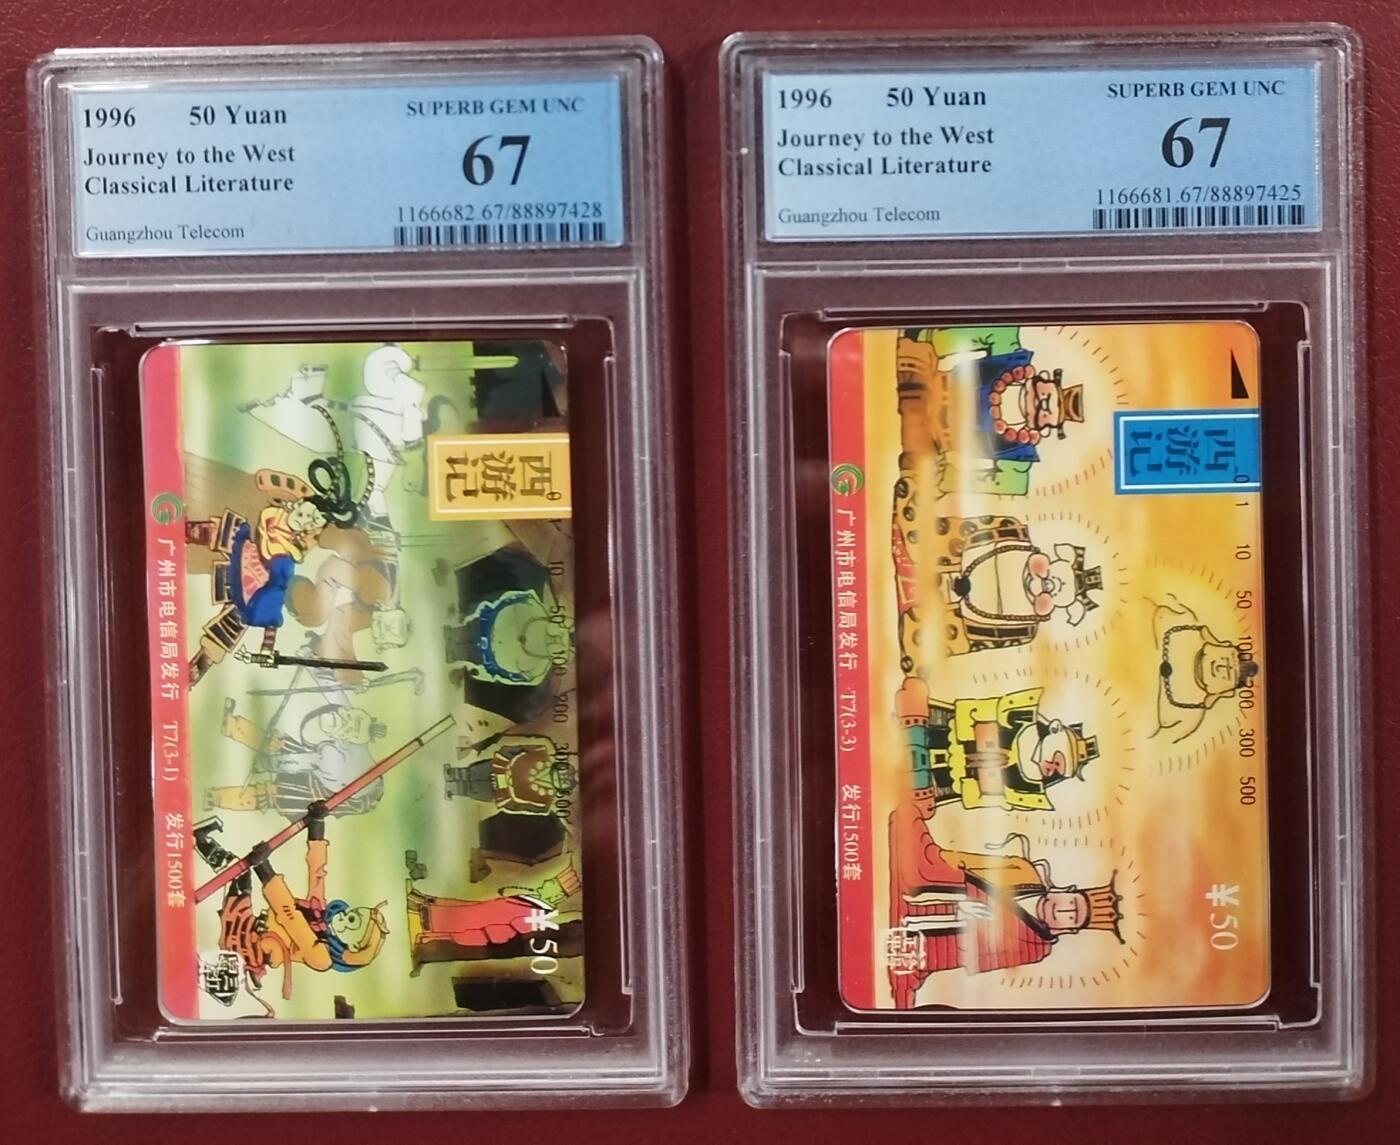 1996 50 Yuan
Journey to the West
Classical Literature
Guangzhou Telecom
SUPERB GEM UNC
67
1166682.67/88897428
西游记
0 10 50 100 200 300 500
¥50
广州市电信局发行 T7(3-1) 发行1500套
1996 50 Yuan
Journey to the West
Classical Literature
Guangzhou Telecom
SUPERB GEM UNC
67
1166681.67/88897425
西游记
0 1 10 50 100 200 300 500
¥50
广州市电信局发行 T7(3-3) 发行1500套